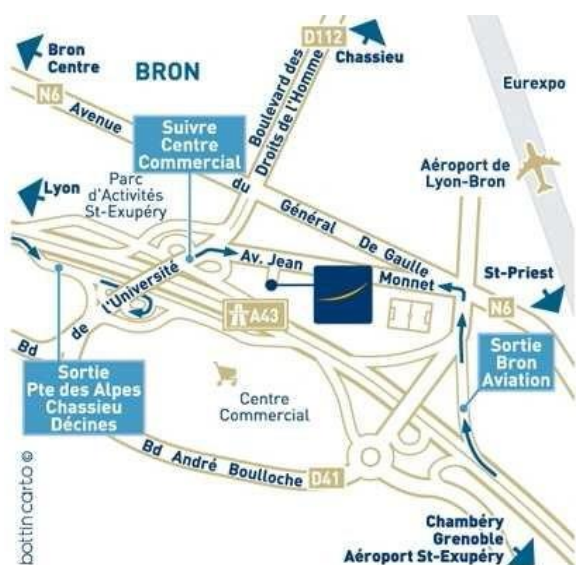 Bron
Centre
BRON
D112
Chassieu
Eurexpo
N6
Avenue
du
Général
De Gaulle
Boulevard des
Droits de l'Homme
Suivre
Centre
Commercial
Aéroport de
Lyon-Bron
Parc
d'Activités
St-Exupéry
Lyon
Av. Jean
Monnet
St-Priest
N6
Bd
de
l'Université
A43
Sortie
Pte des Alpes
Chassieu
Décines
Sortie
Bron
Aviation
Centre
Commercial
Bd André Boulloche
D41
Chambéry
Grenoble
Aéroport St-Exupéry
bottin carto ©